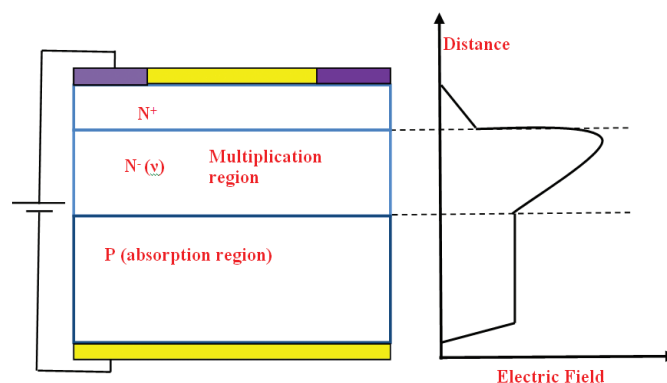 Distance
N⁺
N⁻(ν)
Multiplication
region
P (absorption region)
Electric Field